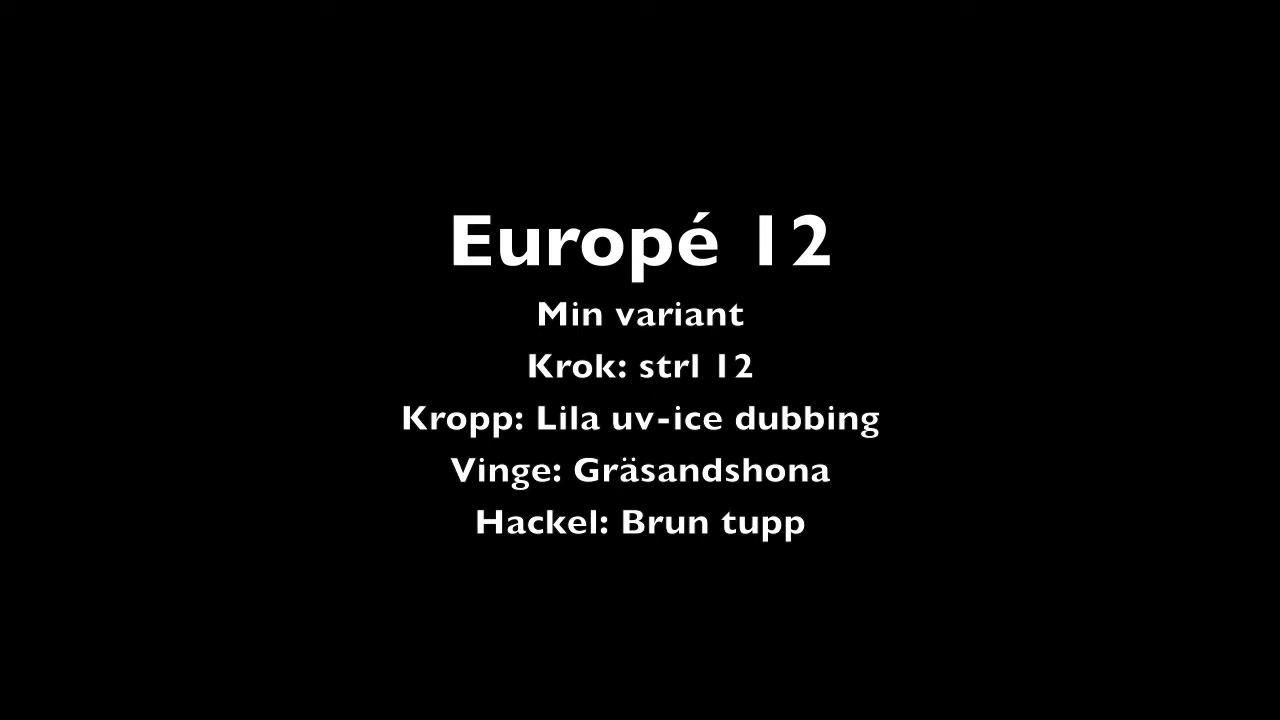 Europé 12
Min variant
Krok: strl 12
Kropp: Lila uv-ice dubbing
Vinge: Gräsandshona
Hackel: Brun tupp